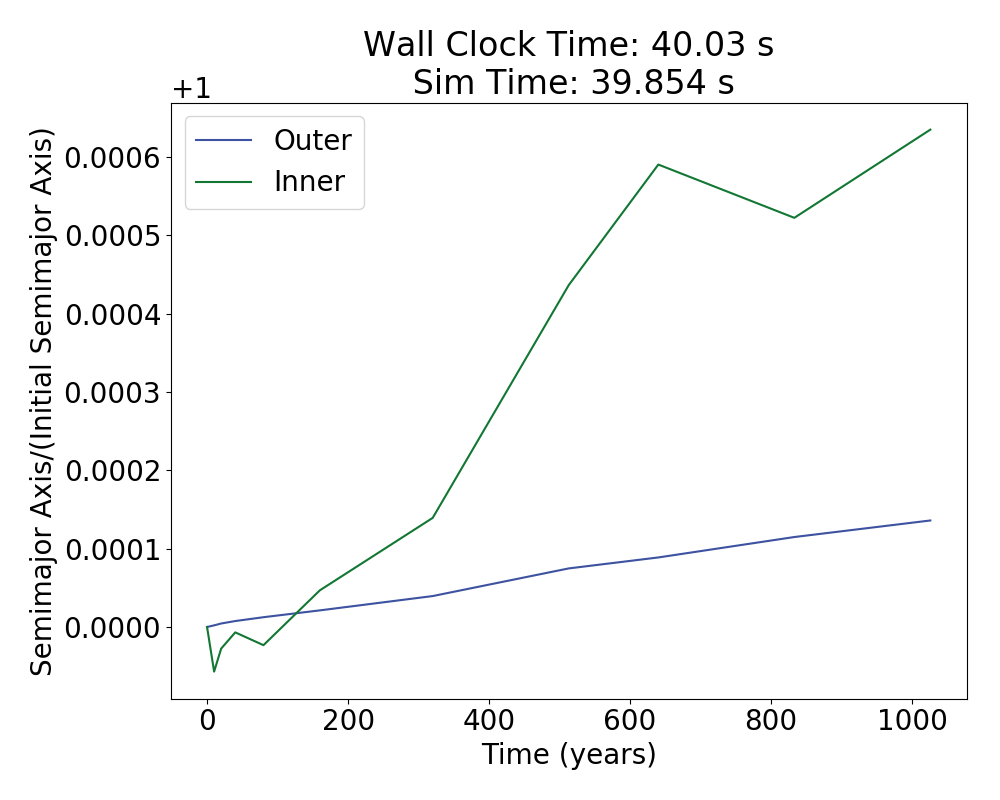 Wall Clock Time: 40.03 s
Sim Time: 39.854 s
+1
Outer
Inner
Semimajor Axis/(Initial Semimajor Axis)
0.0006
0.0005
0.0004
0.0003
0.0002
0.0001
0.0000
0 200 400 600 800 1000
Time (years)